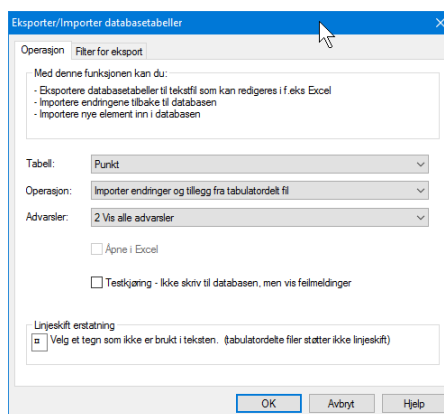 Eksporter/Importer databasetabeller
Operasjon
Filter for eksport
Med denne funksjonen kan du:
- Eksportere databasetabeller til tekstfil som kan redigeres i f.eks Excel
- Importere endringene tilbake til databasen
- Importere nye element inn i databasen
Tabell: Punkt
Operasjon: Importer endringer og tillegg fra tabulatordelt fil
Advarsler: 2 Vis alle advarsler
Åpne i Excel
Testkjøring - Ikke skriv til databasen, men vis feilmeldinger
Linjeskift erstatning
¤ Velg et tegn som ikke er brukt i teksten. (tabulatordelte filer støtter ikke linjeskift)
OK Avbryt Hjelp